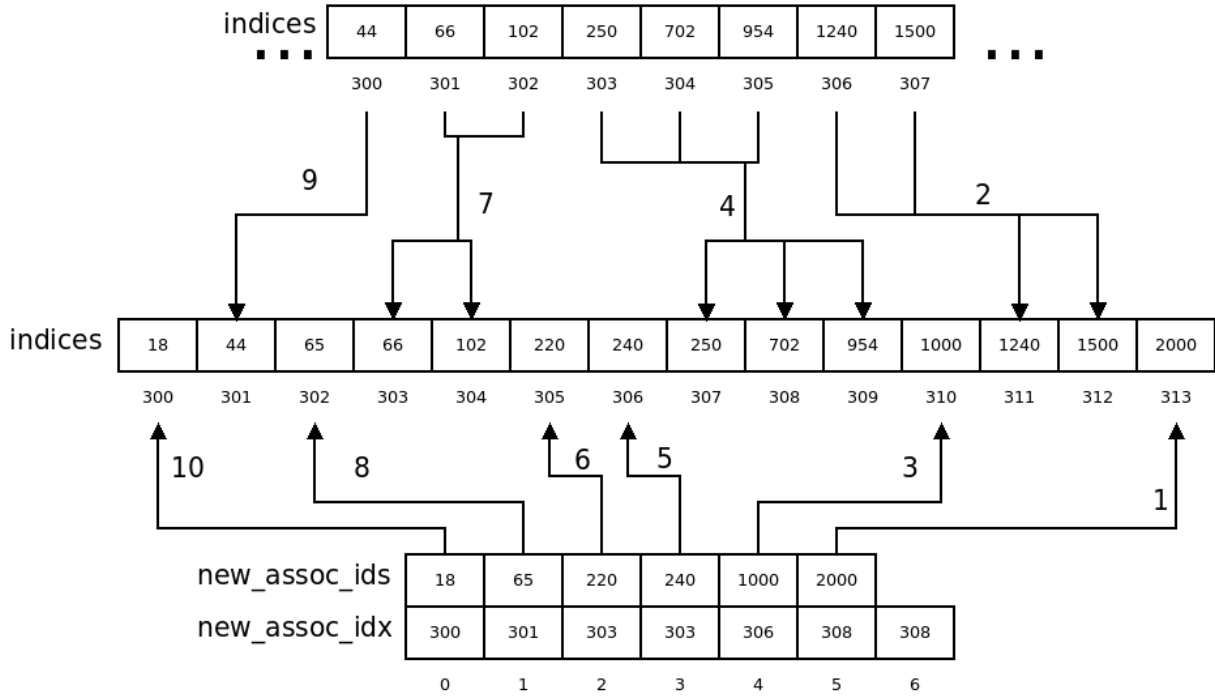 indices 44 66 102 250 702 954 1240 1500
... ...
300 301 302 303 304 305 306 307
9 7 4 2
indices 18 44 65 66 102 220 240 250 702 954 1000 1240 1500 2000
300 301 302 303 304 305 306 307 308 309 310 311 312 313
10 8 6 5 3 1
new_assoc_ids 18 65 220 240 1000 2000
new_assoc_idx 300 301 303 303 306 308 308
0 1 2 3 4 5 6